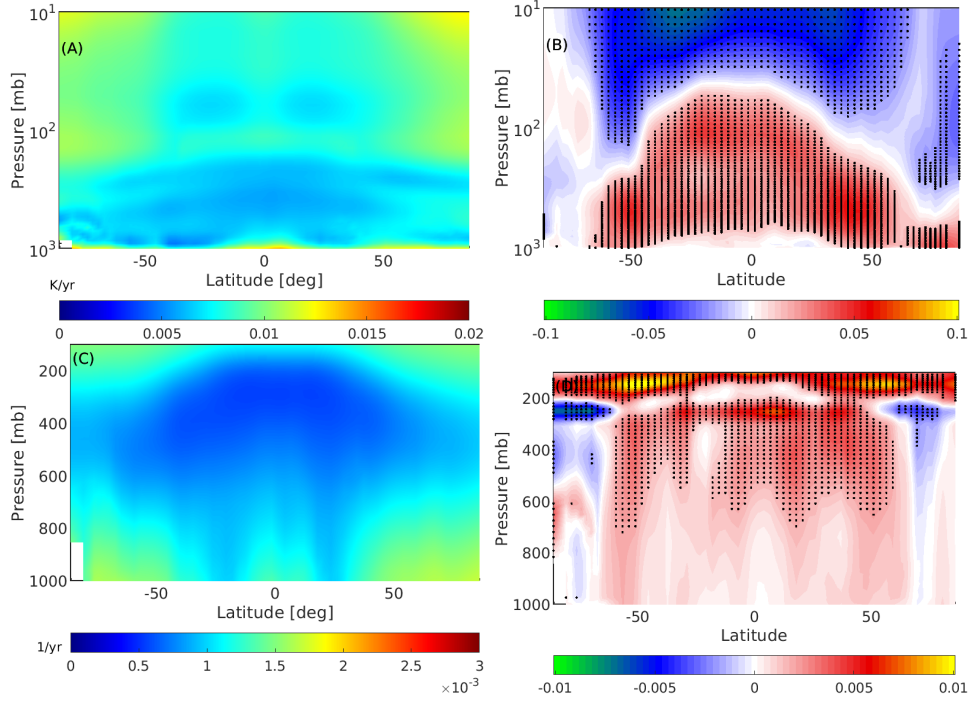 10¹
(A)
Pressure [mb]
10²
10³
-50 0 50
Latitude [deg]
K/yr
0 0.005 0.01 0.015 0.02
10¹
(B)
Pressure [mb]
10²
10³
-50 0 50
Latitude
-0.1 -0.05 0 0.05 0.1
(C)
Pressure [mb]
200
400
600
800
1000
-50 0 50
Latitude [deg]
1/yr
0 0.5 1 1.5 2 2.5 3
×10⁻³
(D)
Pressure [mb]
200
400
600
800
1000
-50 0 50
Latitude
-0.01 -0.005 0 0.005 0.01